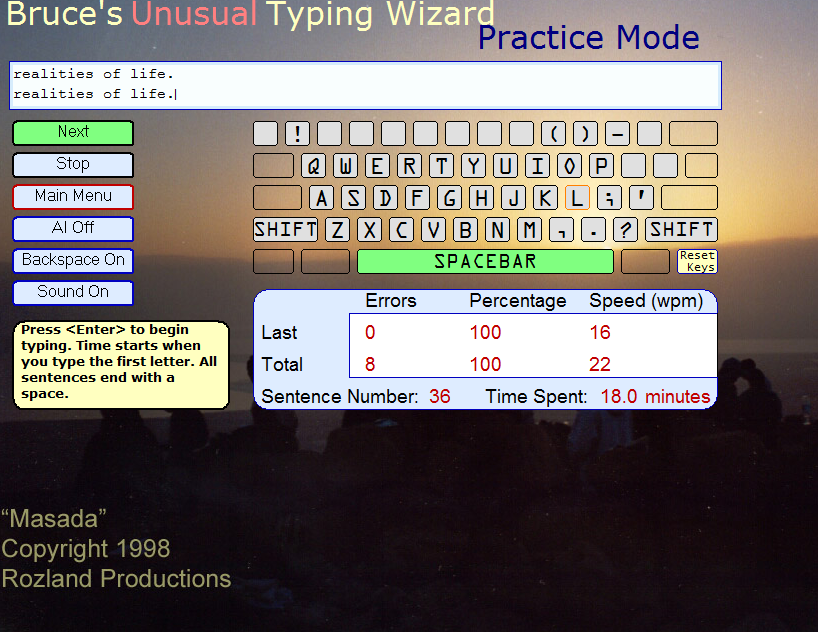 Bruce's Unusual Typing Wizard
Practice Mode
realities of life.
realities of life.
Next
Stop
Main Menu
AI Off
Backspace On
Sound On
! ( ) –
Q W E R T Y U I O P
A S D F G H J K L ; '
SHIFT Z X C V B N M , . ? SHIFT
SPACEBAR
Reset
Keys
Press <Enter> to begin
typing. Time starts when
you type the first letter. All
sentences end with a
space.
Errors Percentage Speed (wpm)
Last 0 100 16
Total 8 100 22
Sentence Number: 36 Time Spent: 18.0 minutes
“Masada”
Copyright 1998
Rozland Productions